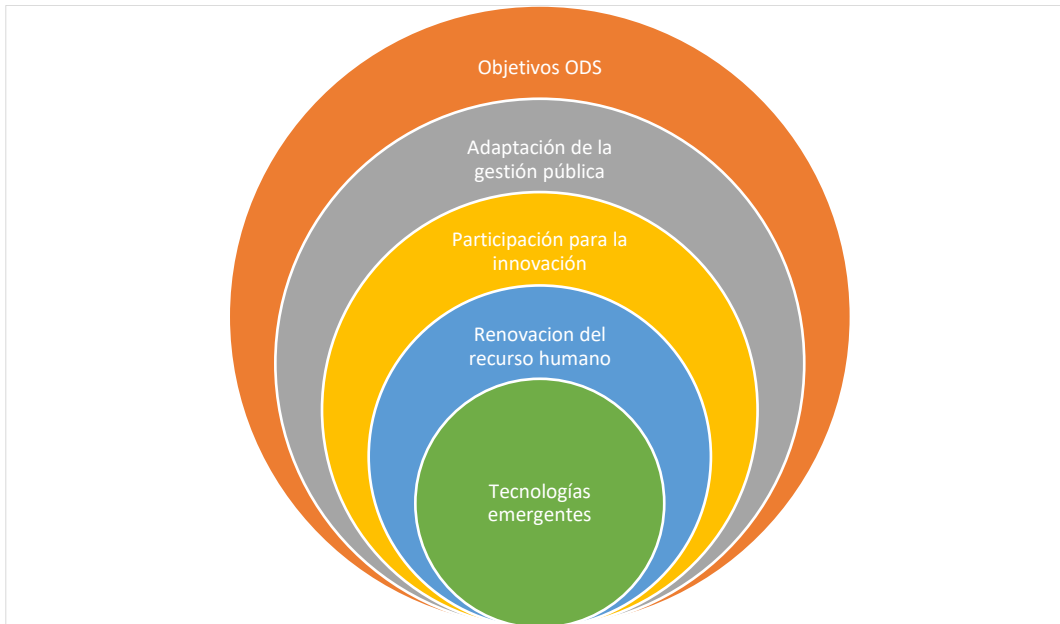 Objetivos ODS
Adaptación de la
gestión pública
Participación para la
innovación
Renovacion del
recurso humano
Tecnologías
emergentes